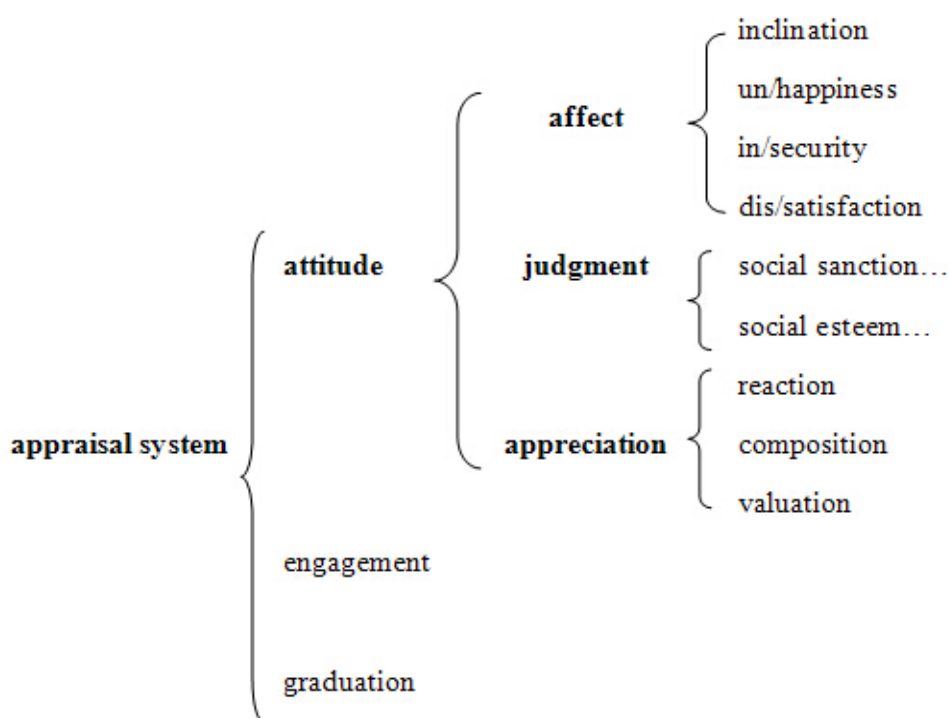 inclination
un/happiness
affect
in/security
dis/satisfaction
attitude
judgment
social sanction…
social esteem…
reaction
appraisal system
appreciation
composition
valuation
engagement
graduation